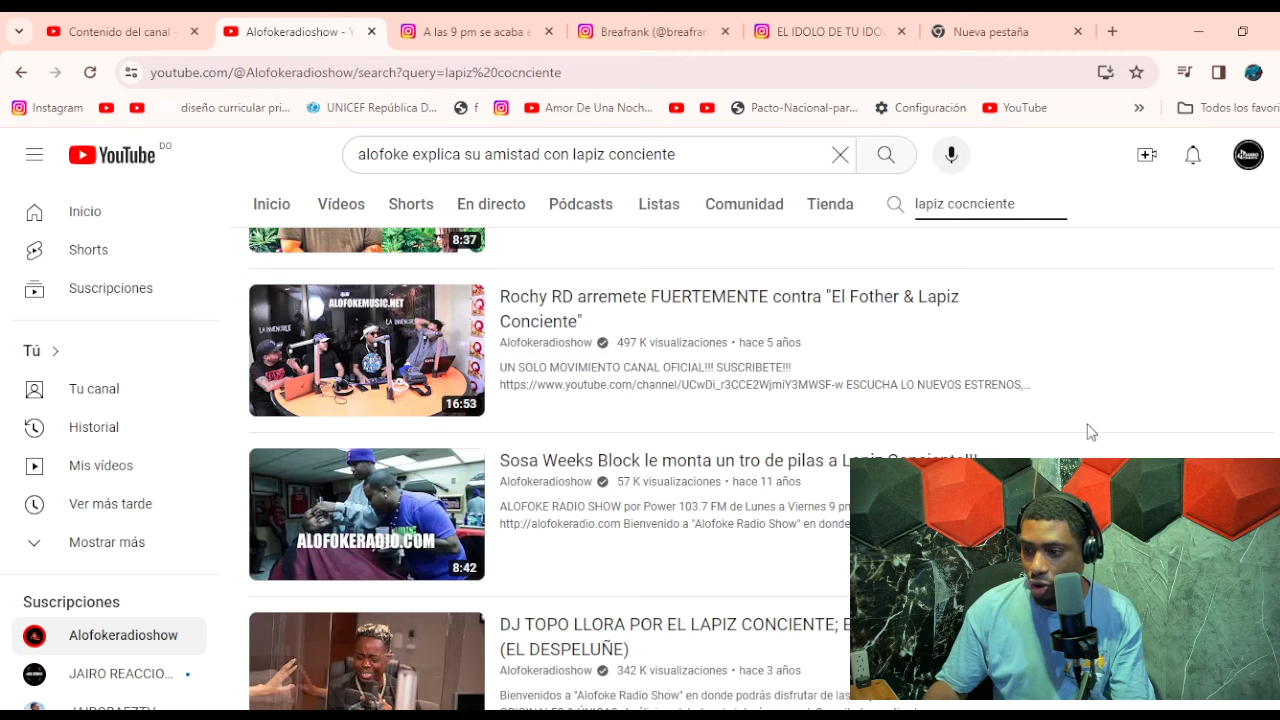 Contenido del canal -
Alofokeradioshow - Y
A las 9 pm se acaba e
Breafrank (@breafran
EL IDOLO DE TU IDO
Nueva pestaña
youtube.com/@Alofokeradioshow/search?query=lapiz%20cocnciente
Instagram
diseño curricular pri...
UNICEF República D...
f
Amor De Una Noch...
Pacto-Nacional-par...
Configuración
YouTube
Todos los favori
YouTube DO
alofoke explica su amistad con lapiz conciente
Inicio Vídeos Shorts En directo Pódcasts Listas Comunidad Tienda lapiz cocnciente
Inicio
Shorts
Suscripciones
Tú
Tu canal
Historial
Mis vídeos
Ver más tarde
Mostrar más
Suscripciones
Alofokeradioshow
JAIRO REACCIO...
8:37
ALOFOKEMUSIC.NET
16:53
Rochy RD arremete FUERTEMENTE contra "El Fother & Lapiz
Conciente"
Alofokeradioshow 497 K visualizaciones • hace 5 años
UN SOLO MOVIMIENTO CANAL OFICIAL!!! SUSCRIBETE!!!
https://www.youtube.com/channel/UCwDi_r3CCE2WjmiY3MWSF-w ESCUCHA LO NUEVOS ESTRENOS,...
ALOFOKERADIO.COM
8:42
Sosa Weeks Block le monta un tro de pilas a Lapiz Conciente!!!
Alofokeradioshow 57 K visualizaciones • hace 11 años
ALOFOKE RADIO SHOW por Power 103.7 FM de Lunes a Viernes 9 pm
http://alofokeradio.com Bienvenido a "Alofoke Radio Show" en donde
DJ TOPO LLORA POR EL LAPIZ CONCIENTE; E
(EL DESPELUÑE)
Alofokeradioshow 342 K visualizaciones • hace 3 años
Bienvenidos a "Alofoke Radio Show" en donde podrás disfrutar de las